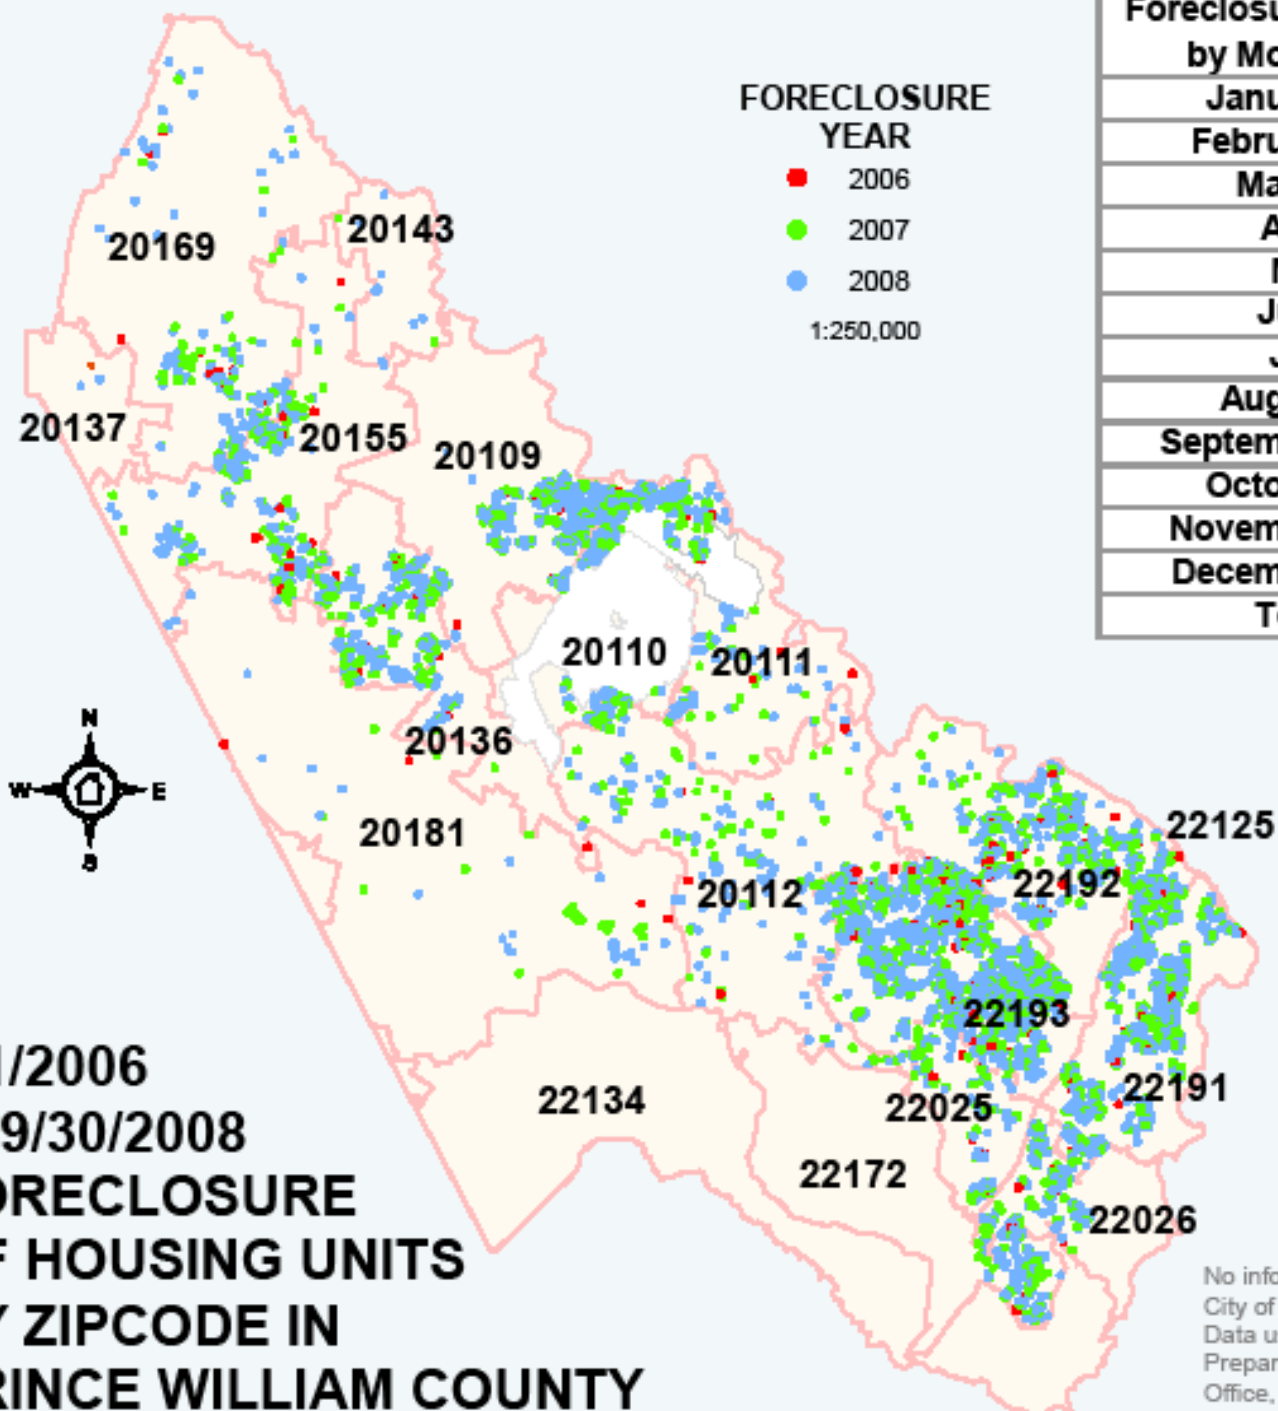 FORECLOSURE
YEAR
2006
2007
2008
1:250,000
Foreclosu
by Mo
Janu
Febru
Ma
A
J
J
Aug
Septem
Octo
Novem
Decem
T
20143
20169
20137
20155
20109
20110
20111
20136
N
W E
S
20181
22125
22192
20112
22193
22134
22025
22191
22172
22026
1/2006
9/30/2008
ORECLOSURE
F HOUSING UNITS
Y ZIPCODE IN
RINCE WILLIAM COUNTY
No info
City of
Data u
Prepar
Office,